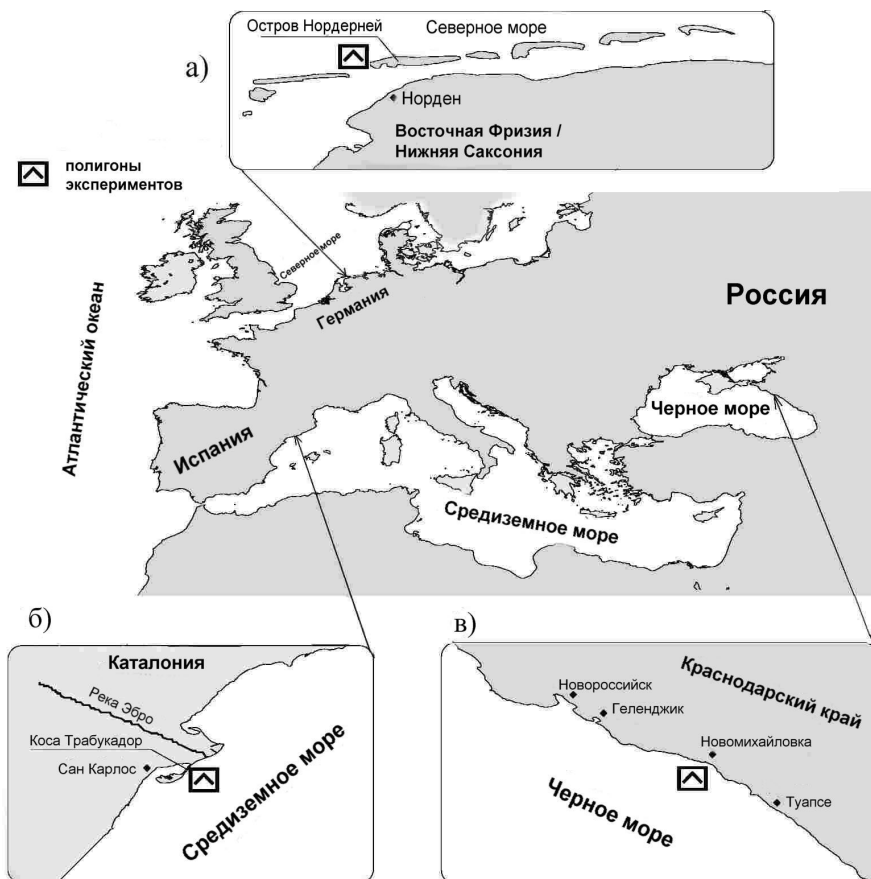 Остров Нордерней
Северное море
а)
Норден
Восточная Фризия /
Нижняя Саксония
полигоны
экспериментов
Северное море
Германия
Россия
Атлантический океан
Испания
Черное море
Средиземное море
б)
Каталония
Река Эбро
Коса Трабукадор
Сан Карлос
Средиземное море
в)
Краснодарский край
Новороссийск
Геленджик
Новомихайловка
Туапсе
Черное море